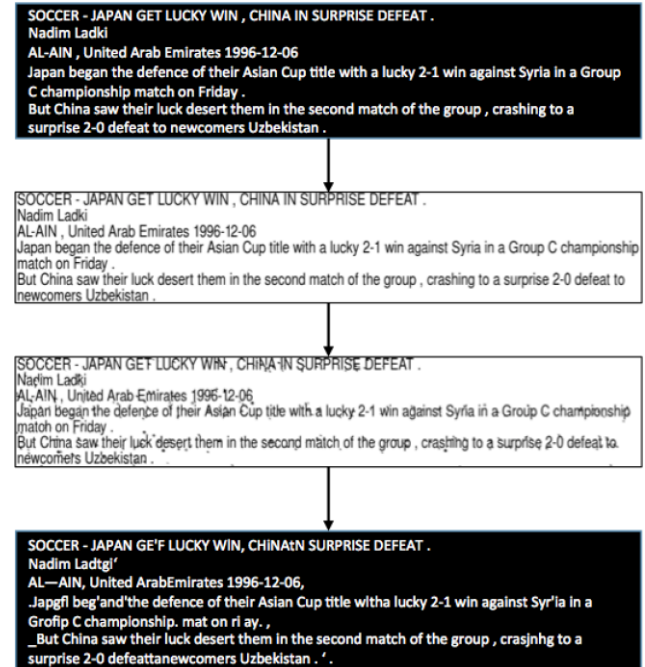 SOCCER - JAPAN GET LUCKY WIN , CHINA IN SURPRISE DEFEAT .
Nadim Ladki
AL-AIN , United Arab Emirates 1996-12-06
Japan began the defence of their Asian Cup title with a lucky 2-1 win against Syria in a Group
C championship match on Friday .
But China saw their luck desert them in the second match of the group , crashing to a
surprise 2-0 defeat to newcomers Uzbekistan .
SOCCER - JAPAN GET LUCKY WIN , CHINA IN SURPRISE DEFEAT .
Nadim Ladki
AL-AIN , United Arab Emirates 1996-12-06
Japan began the defence of their Asian Cup title with a lucky 2-1 win against Syria in a Group C championship
match on Friday .
But China saw their luck desert them in the second match of the group , crashing to a surprise 2-0 defeat to
newcomers Uzbekistan .
SOCCER - JAPAN GET LUCKY WIN , CHINA IN SURPRISE DEFEAT .
Nadim Ladki
AL-AIN , United Arab Emirates 1996-12-06
Japan began the defence of their Asian Cup title with a lucky 2-1 win against Syria in a Group C championship
match on Friday .
But China saw their luck desert them in the second match of the group , crashing to a surprise 2-0 defeat to
newcomers Uzbekistan .
SOCCER - JAPAN GE'F LUCKY WiN, CHiNAtN SURPRISE DEFEAT .
Nadim Ladtgi‘
AL—AIN, United ArabEmirates 1996-12-06,
.Japgfl beg'and'the defence of their Asian Cup title witha lucky 2-1 win against Syr'ia in a
Grofip C championship. mat on ri ay. ,
_But China saw their luck desert them in the second match of the group , crasjnhg to a
surprise 2-0 defeattanewcomers Uzbekistan . ‘ .